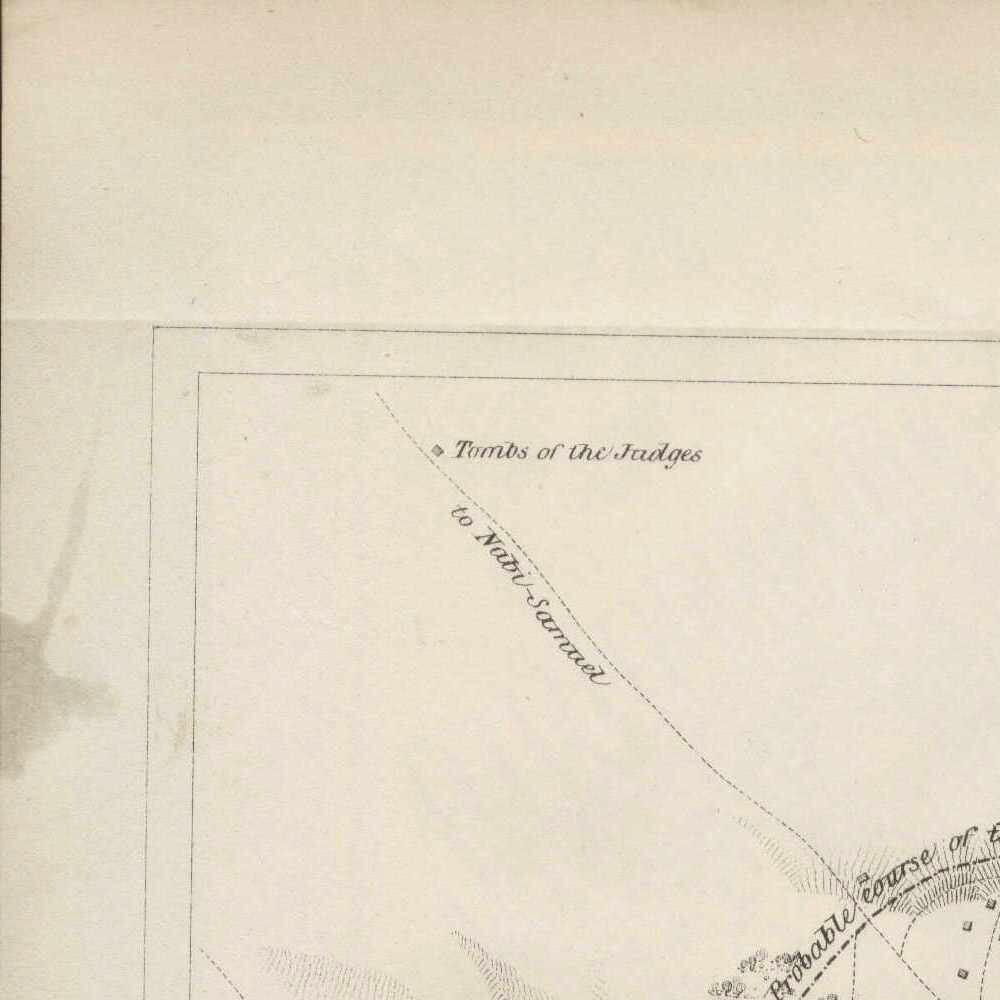 Tombs of the Judges
to Nabi-Samuel
Probable course of